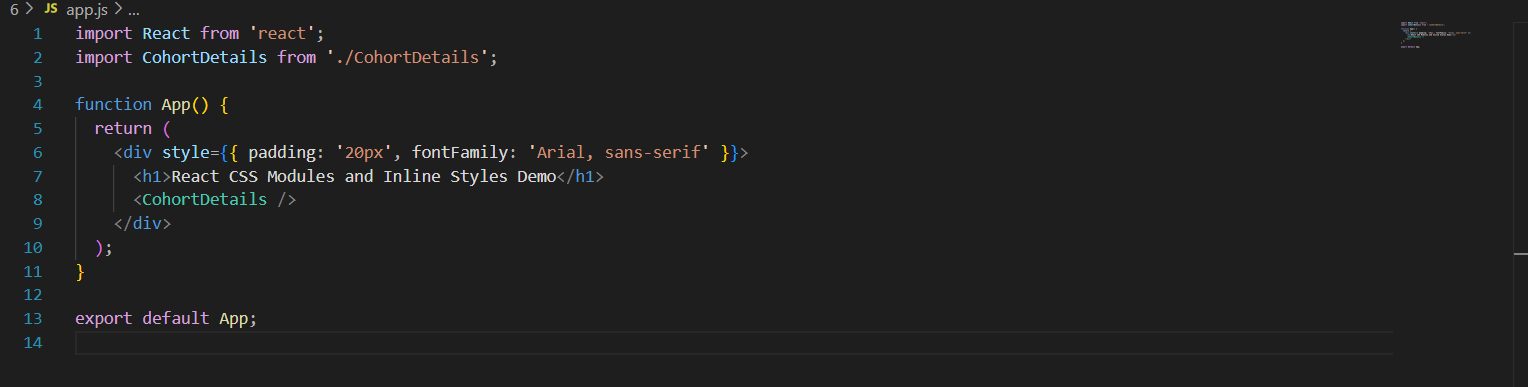 6 > JS app.js > ...
1 import React from 'react';
2 import CohortDetails from './CohortDetails';
3
4 function App() {
5   return (
6     <div style={{ padding: '20px', fontFamily: 'Arial, sans-serif' }}>
7       <h1>React CSS Modules and Inline Styles Demo</h1>
8       <CohortDetails />
9     </div>
10   );
11 }
12
13 export default App;
14